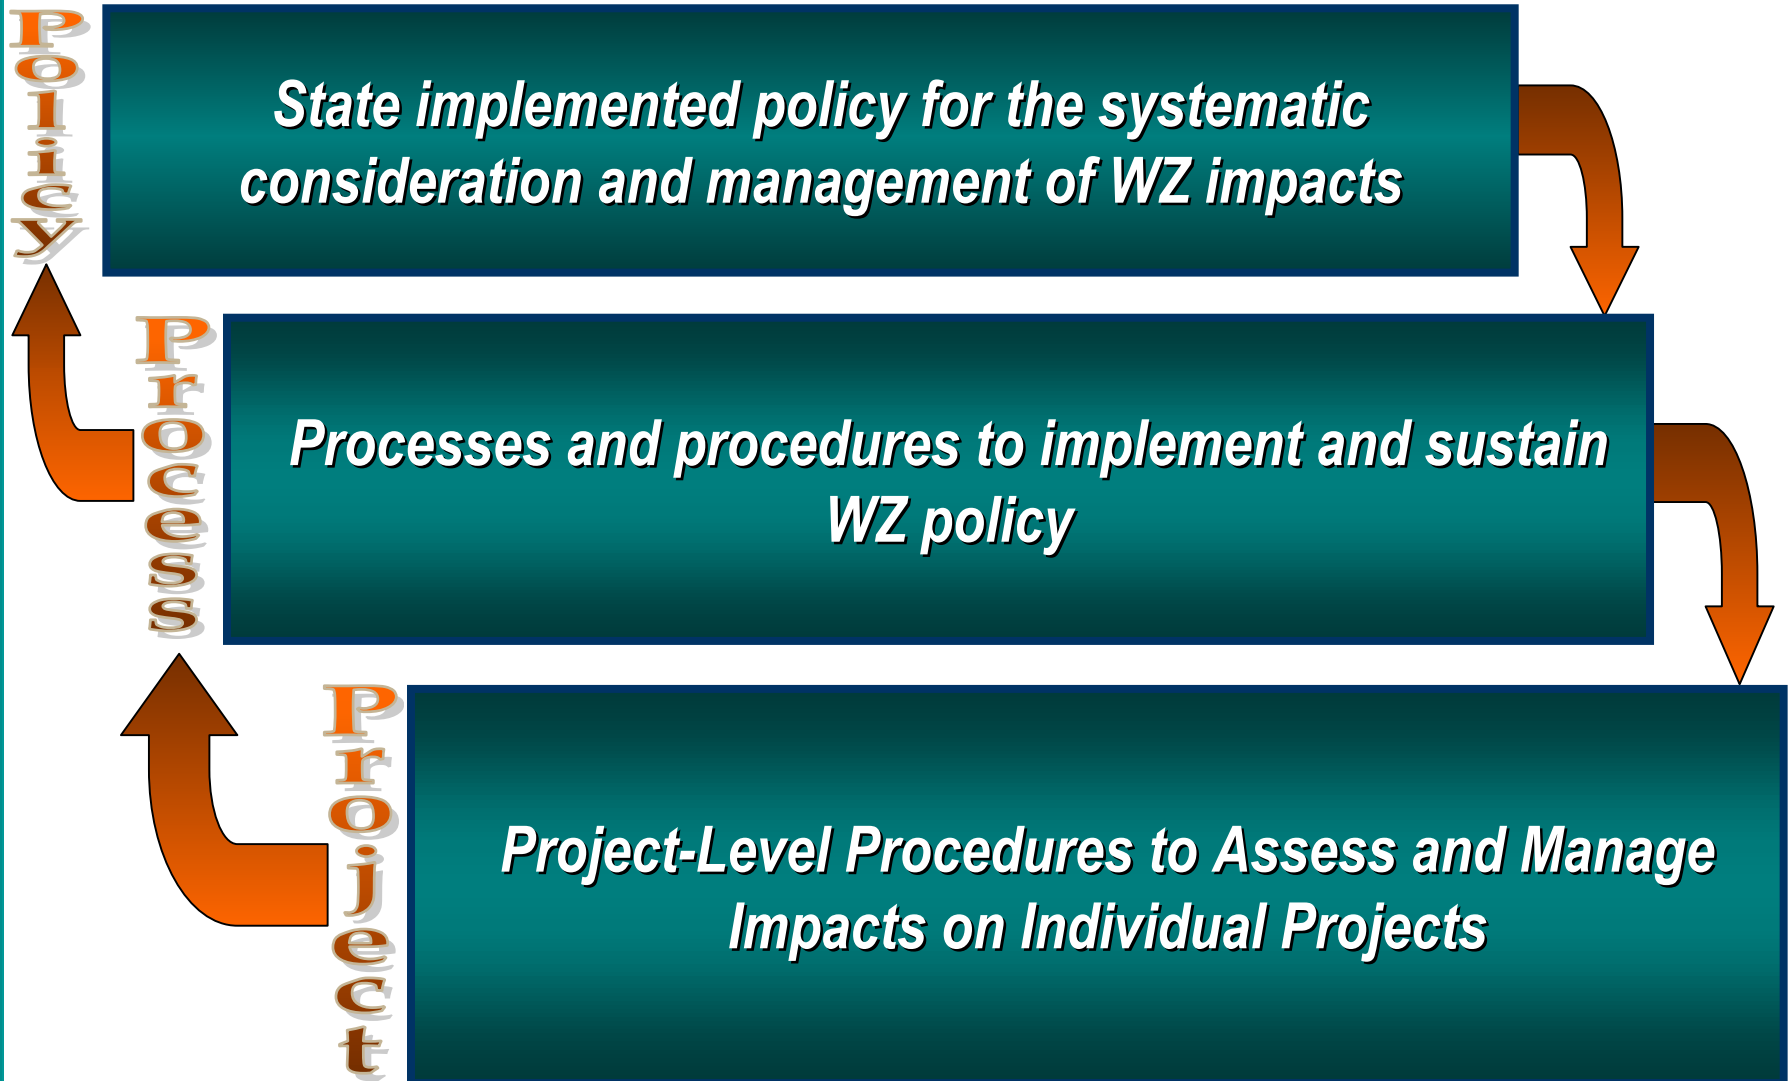 Policy
State implemented policy for the systematic
consideration and management of WZ impacts
Process
Processes and procedures to implement and sustain
WZ policy
Project
Project-Level Procedures to Assess and Manage
Impacts on Individual Projects